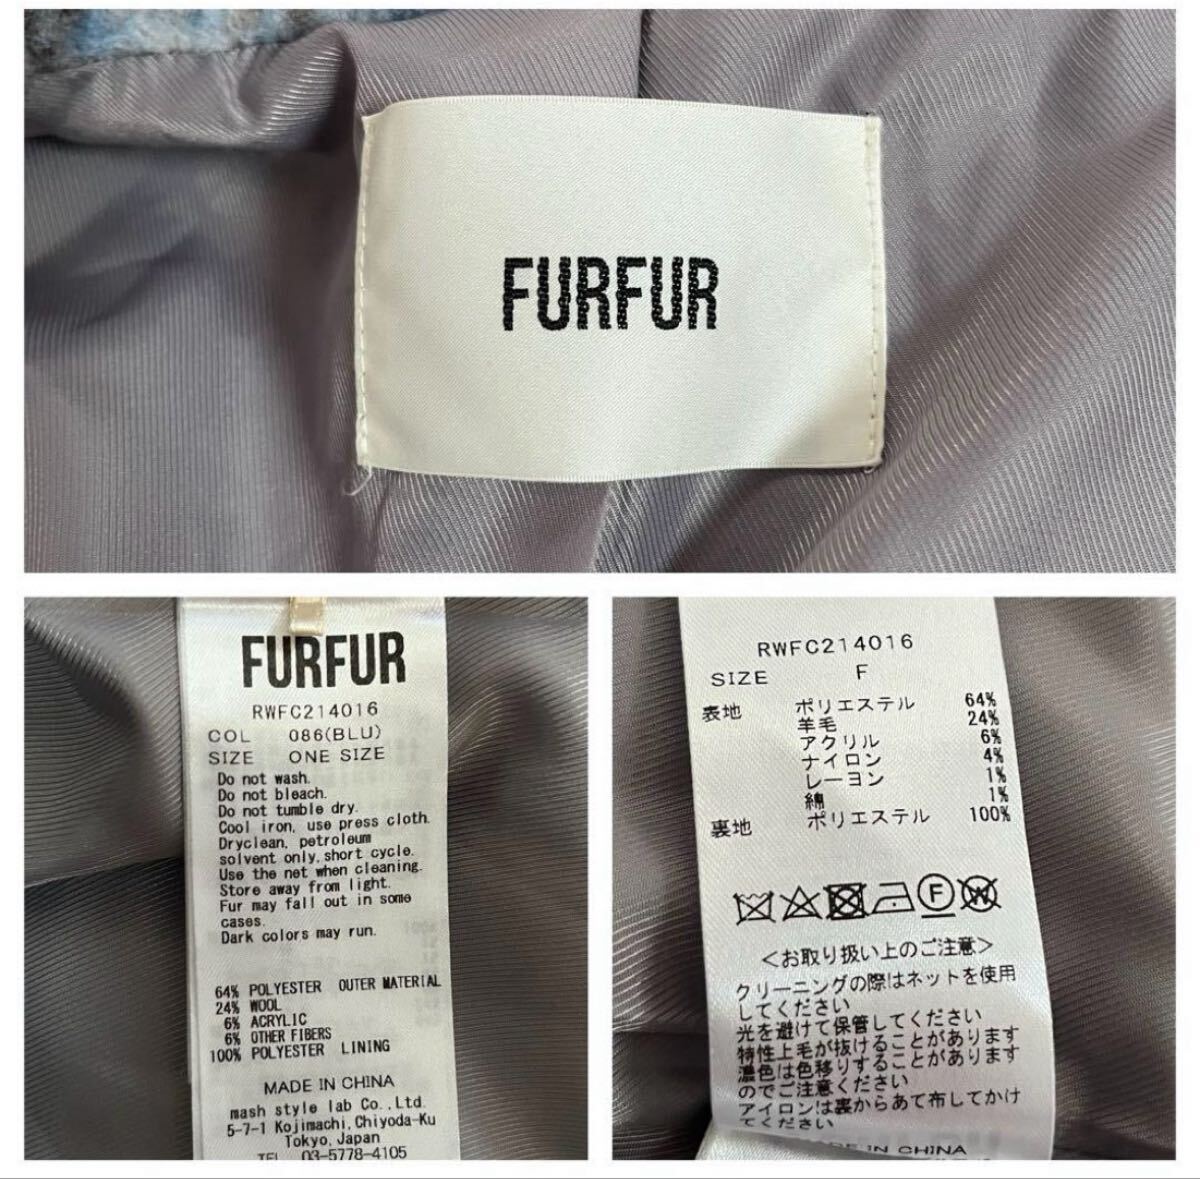 FURFUR
FURFUR
RWFC214016
COL 086(BLU)
SIZE ONE SIZE
Do not wash.
Do not bleach.
Do not tumble dry.
Cool iron, use press cloth.
Dryclean, petroleum
solvent only, short cycle.
Use the net when cleaning.
Store away from light.
Fur may fall out in some
cases.
Dark colors may run.
64% POLYESTER OUTER MATERIAL
24% WOOL
6% ACRYLIC
6% OTHER FIBERS
100% POLYESTER LINING
MADE IN CHINA
mash style lab Co.,Ltd.
5-7-1 Kojimachi,Chiyoda-Ku
Tokyo,Japan
TEL 03-5778-4105
RWFC214016
SIZE F
表地 ポリエステル 64%
羊毛 24%
アクリル 6%
ナイロン 4%
レーヨン 1%
綿 1%
裏地 ポリエステル 100%
F W
<お取り扱い上のご注意>
クリーニングの際はネットを使用
してください
光を避けて保管してください
特性上毛が抜けることがあります
濃色は色移りすることがあります
のでご注意ください
アイロンは裏からあて布してかけ
てください
MADE IN CHINA